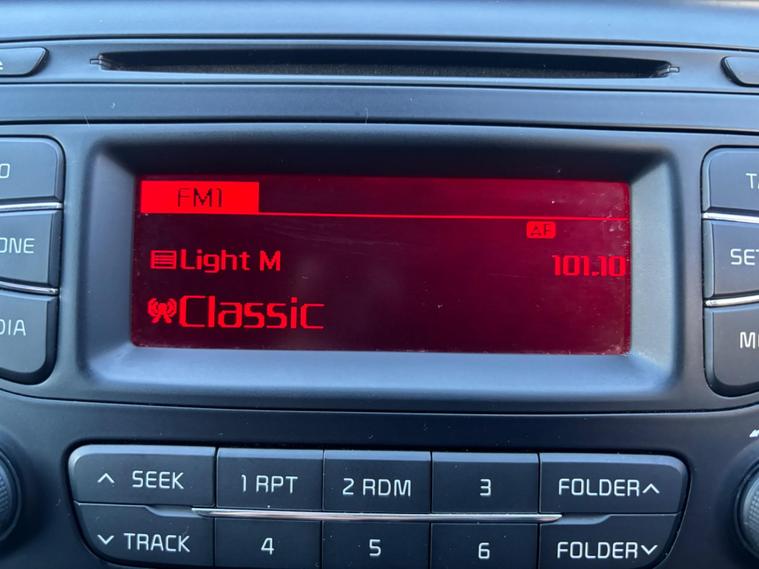 FM1
AF
Light M 101.10
Classic
SEEK
1 RPT
2 RDM
3
FOLDER
TRACK
4
5
6
FOLDER